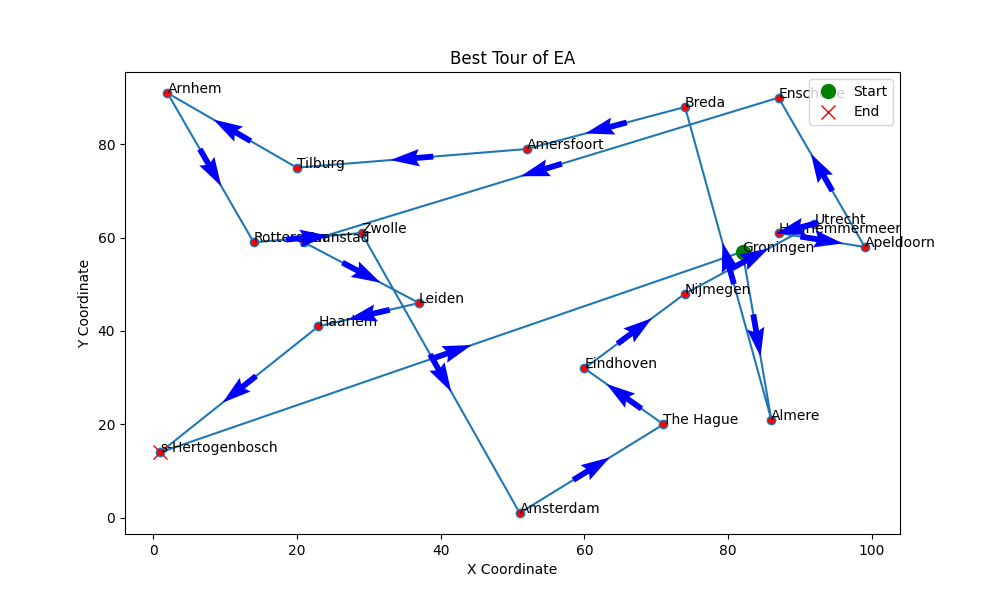 Best Tour of EA
Start
End
Arnhem
Enschede
Breda
Amersfoort
Tilburg
Utrecht
Zwolle
Haarlemmermeer
Rotterdam
Zaanstad
Apeldoorn
Groningen
Nijmegen
Leiden
Haarlem
Eindhoven
Almere
The Hague
s-Hertogenbosch
Amsterdam
Y Coordinate
80
60
40
20
0
0
20
40
60
80
100
X Coordinate